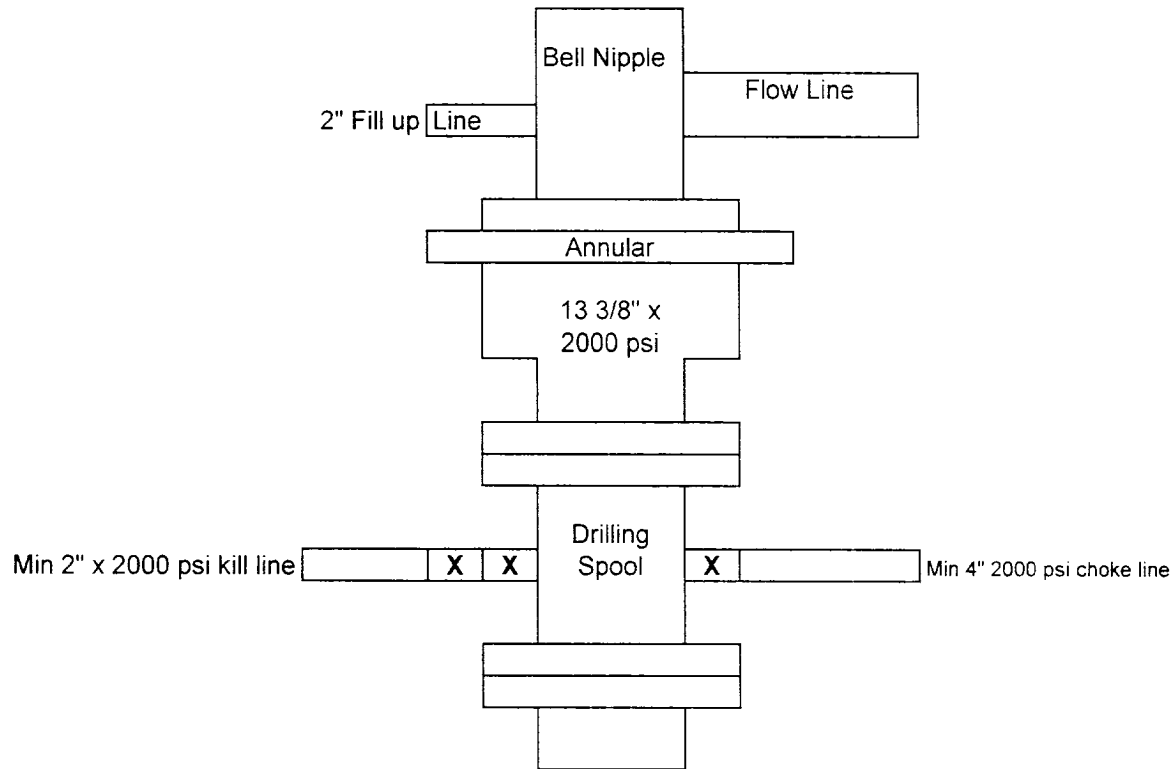 Bell Nipple
Flow Line
2" Fill up Line
Annular
13 3/8" x
2000 psi
Drilling
Spool
Min 2" x 2000 psi kill line
X X
X
Min 4" 2000 psi choke line